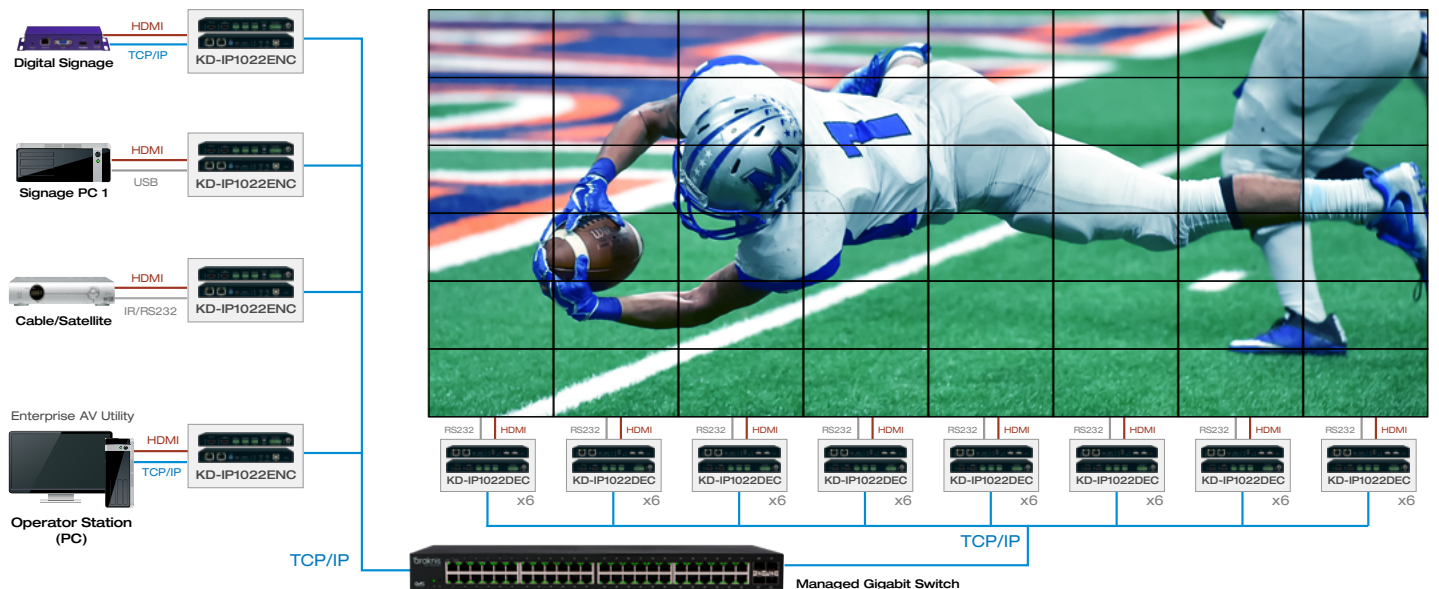 HDMI
TCP/IP
Digital Signage
KD-IP1022ENC
HDMI
USB
Signage PC 1
KD-IP1022ENC
HDMI
IR/RS232
Cable/Satellite
KD-IP1022ENC
Enterprise AV Utility
HDMI
TCP/IP
KD-IP1022ENC
Operator Station
(PC)
M
RS232 HDMI RS232 HDMI RS232 HDMI RS232 HDMI RS232 HDMI RS232 HDMI RS232 HDMI RS232 HDMI
KD-IP1022DEC KD-IP1022DEC KD-IP1022DEC KD-IP1022DEC KD-IP1022DEC KD-IP1022DEC KD-IP1022DEC KD-IP1022DEC
x6 x6 x6 x6 x6 x6 x6 x6
TCP/IP
TCP/IP
araknis
Managed Gigabit Switch